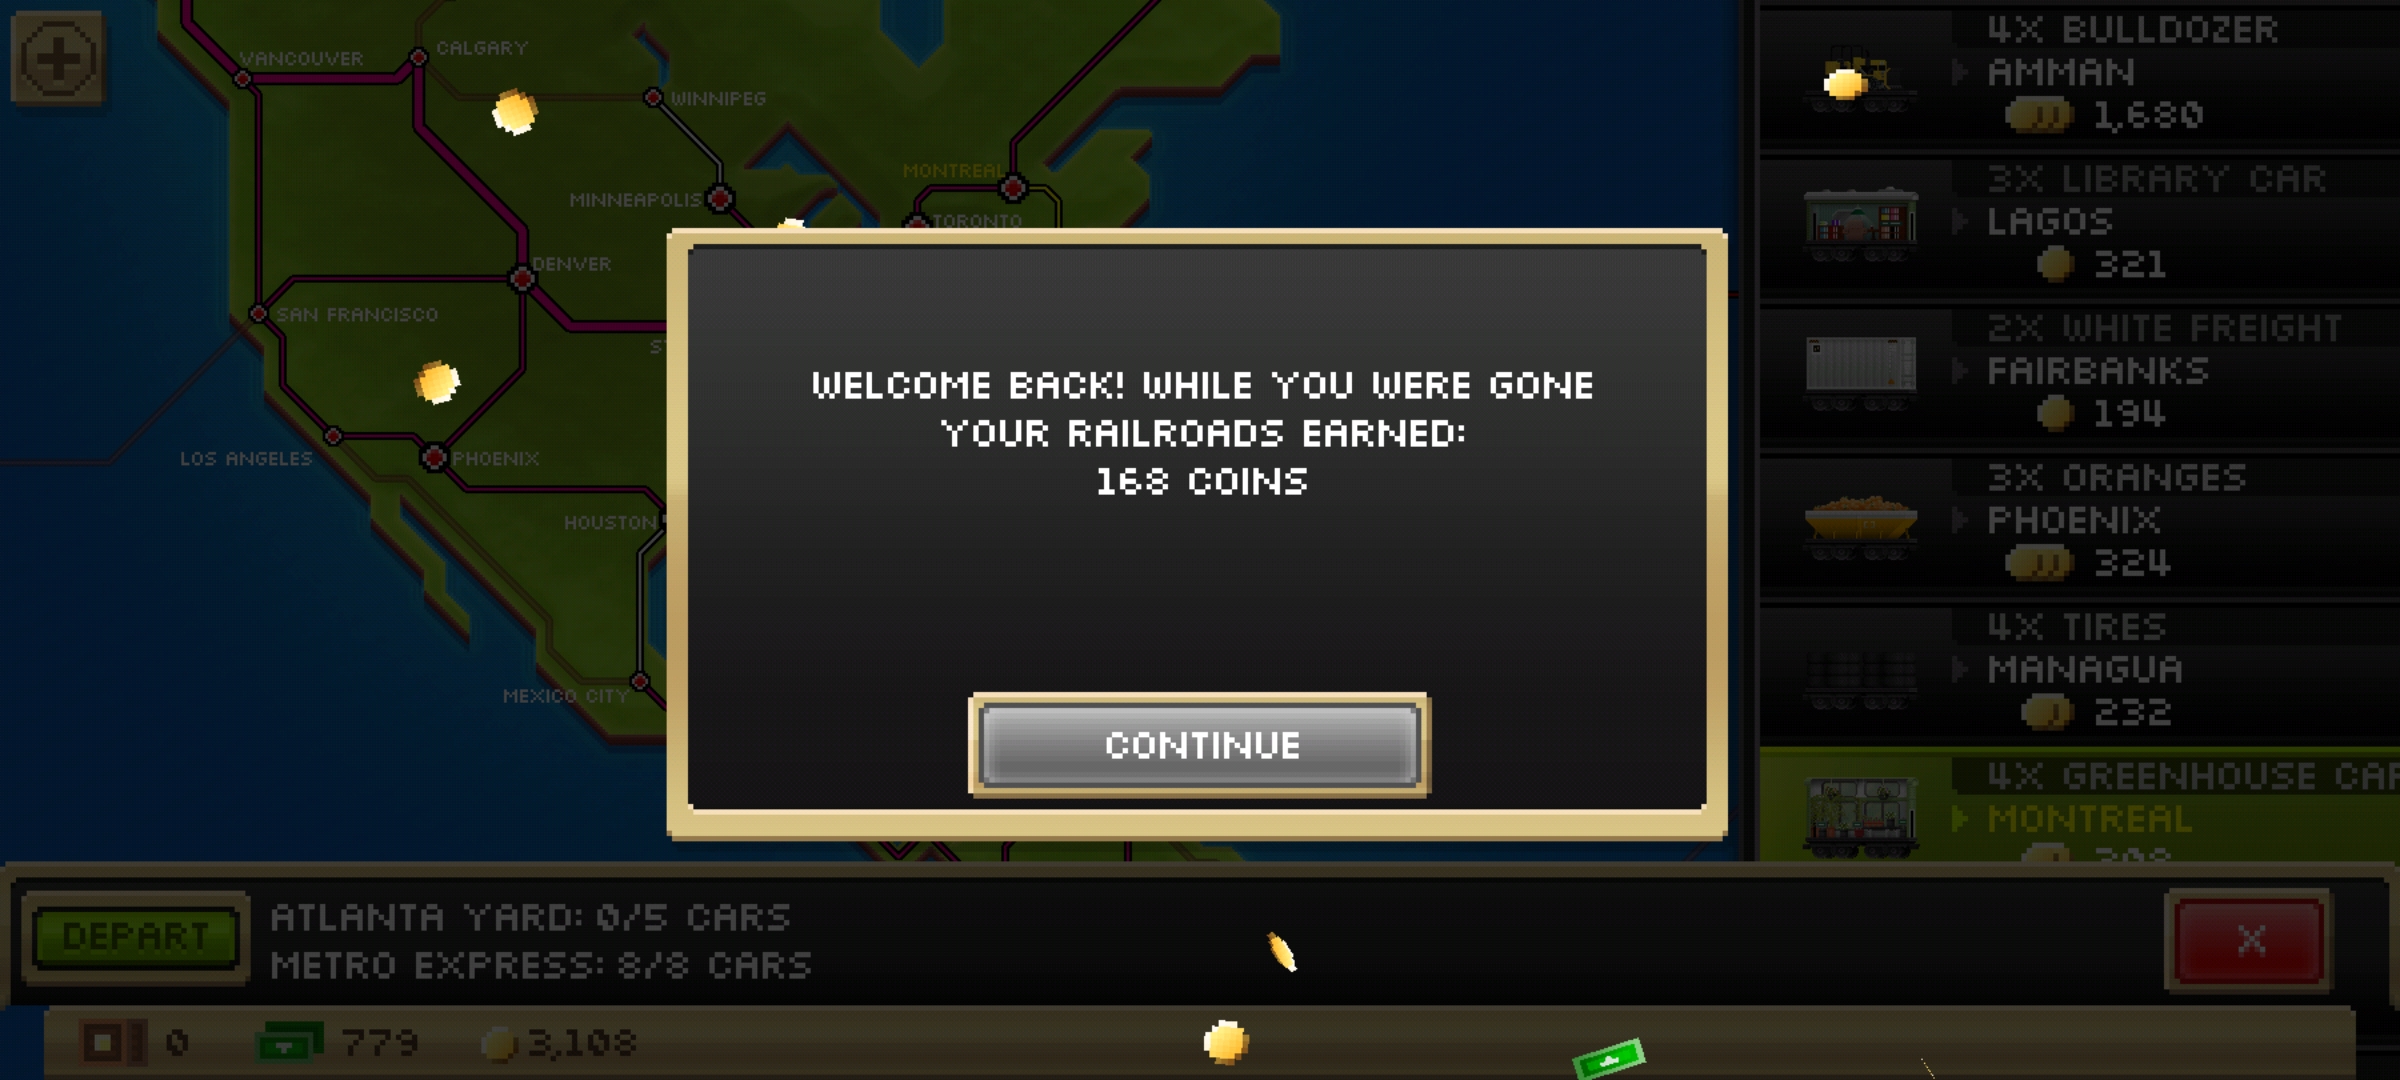 VANCOUVER
CALGARY
WINNIPEG
MONTREAL
MINNEAPOLIS
TORONTO
DENVER
SAN FRANCISCO
LOS ANGELES
PHOENIX
HOUSTON
MEXICO CITY
WELCOME BACK! WHILE YOU WERE GONE
YOUR RAILROADS EARNED:
168 COINS
CONTINUE
4X BULLDOZER
AMMAN
1,680
3X LIBRARY CAR
LAGOS
321
2X WHITE FREIGHT
FAIRBANKS
194
3X ORANGES
PHOENIX
324
4X TIRES
MANAGUA
232
4X GREENHOUSE CAR
MONTREAL
DEPART
ATLANTA YARD: 0/5 CARS
METRO EXPRESS: 8/8 CARS
X
0
779
3,108